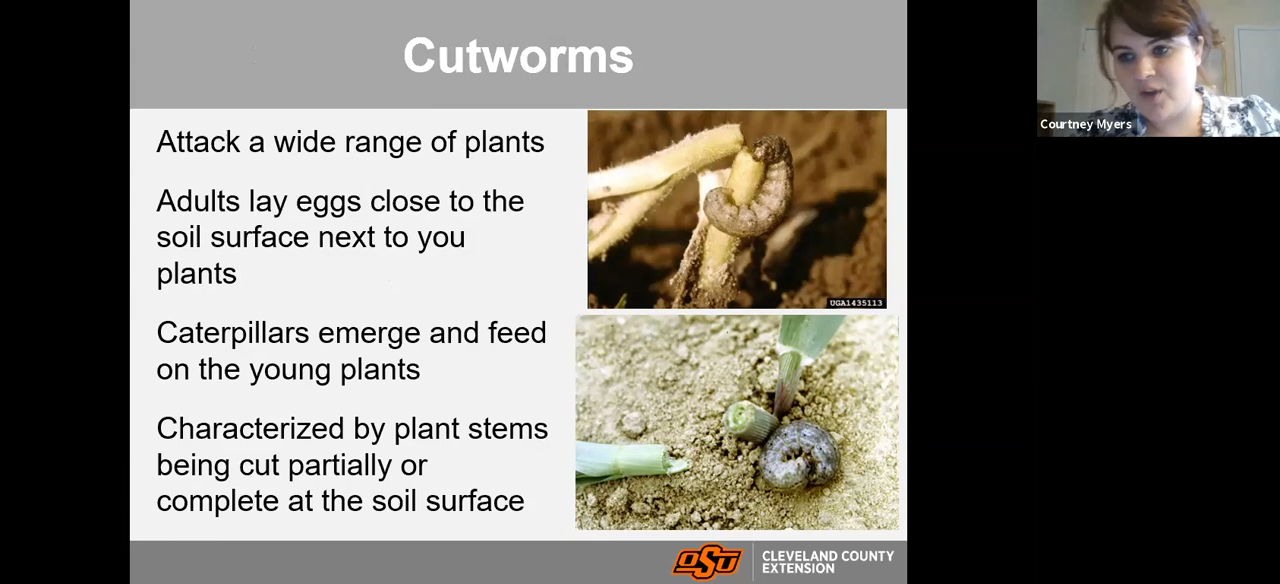 Cutworms
Attack a wide range of plants
Adults lay eggs close to the
soil surface next to you
plants
Caterpillars emerge and feed
on the young plants
Characterized by plant stems
being cut partially or
complete at the soil surface
UGA1435113
OSU
CLEVELAND COUNTY
EXTENSION
Courtney Myers